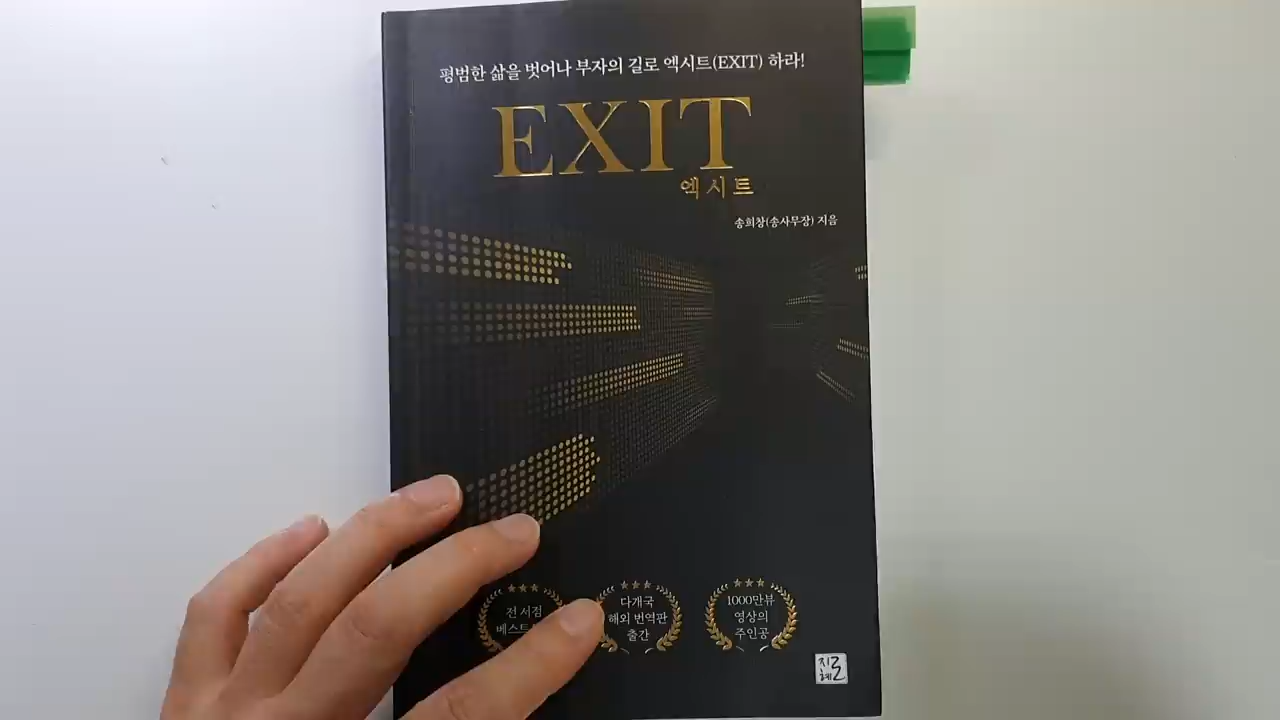 평범한 삶을 벗어나 부자의 길로 엑시트(EXIT) 하라!
EXIT
엑시트
송희창(송사무장) 지음
전 서점
다개국
해외 번역판
출간
1000만뷰
영상의
주인공
지혜로